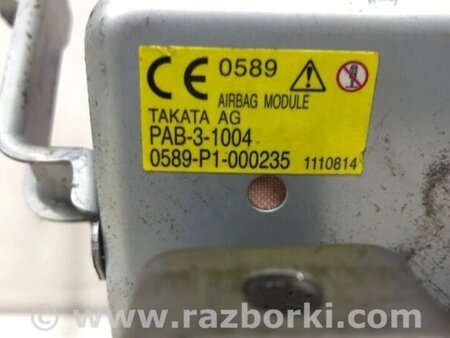 CE 0589
AIRBAG MODULE
TAKATA AG
PAB-3-1004
0589-P1-000235 1110814
www.razborki.com